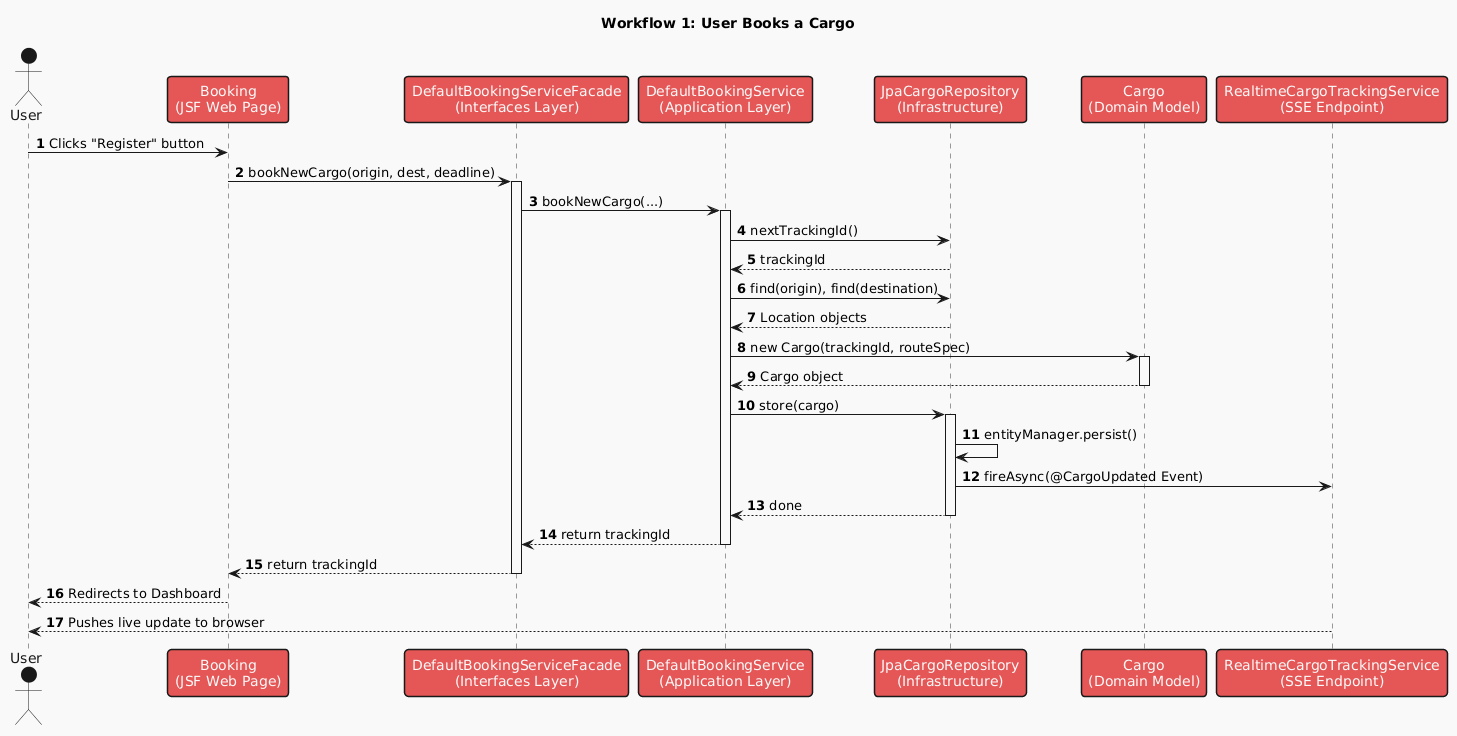 Workflow 1: User Books a Cargo
User
Booking
(JSF Web Page)
DefaultBookingServiceFacade
(Interfaces Layer)
DefaultBookingService
(Application Layer)
JpaCargoRepository
(Infrastructure)
Cargo
(Domain Model)
RealtimeCargoTrackingService
(SSE Endpoint)
1 Clicks "Register" button
2 bookNewCargo(origin, dest, deadline)
3 bookNewCargo(...)
4 nextTrackingId()
5 trackingId
6 find(origin), find(destination)
7 Location objects
8 new Cargo(trackingId, routeSpec)
9 Cargo object
10 store(cargo)
11 entityManager.persist()
12 fireAsync(@CargoUpdated Event)
13 done
14 return trackingId
15 return trackingId
16 Redirects to Dashboard
17 Pushes live update to browser
User
Booking
(JSF Web Page)
DefaultBookingServiceFacade
(Interfaces Layer)
DefaultBookingService
(Application Layer)
JpaCargoRepository
(Infrastructure)
Cargo
(Domain Model)
RealtimeCargoTrackingService
(SSE Endpoint)